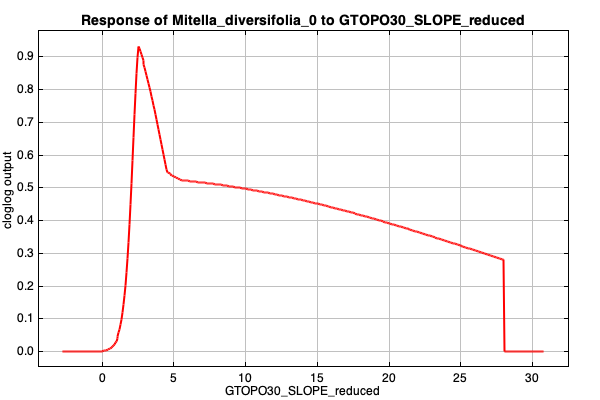 Response of Mitella_diversifolia_0 to GTOPO30_SLOPE_reduced
cloglog output
0.9
0.8
0.7
0.6
0.5
0.4
0.3
0.2
0.1
0.0
0 5 10 15 20 25 30
GTOPO30_SLOPE_reduced